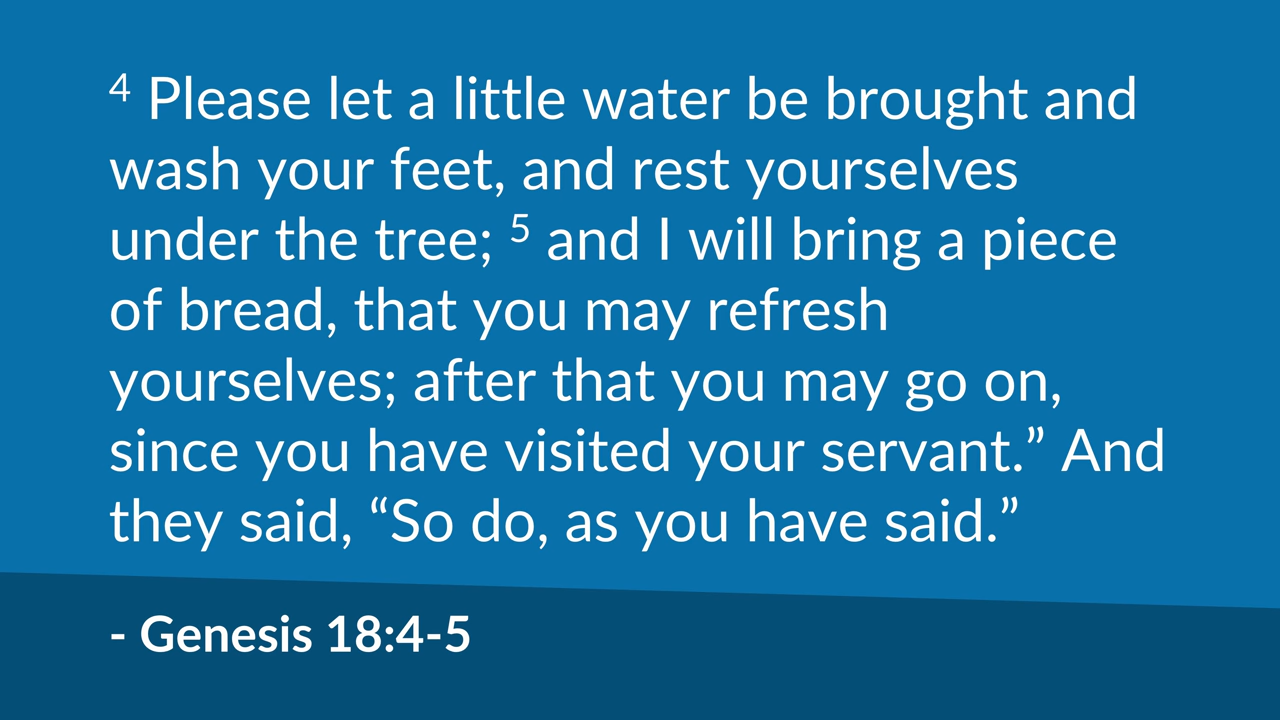 4 Please let a little water be brought and
wash your feet, and rest yourselves
under the tree; 5 and I will bring a piece
of bread, that you may refresh
yourselves; after that you may go on,
since you have visited your servant.” And
they said, “So do, as you have said.”
- Genesis 18:4-5